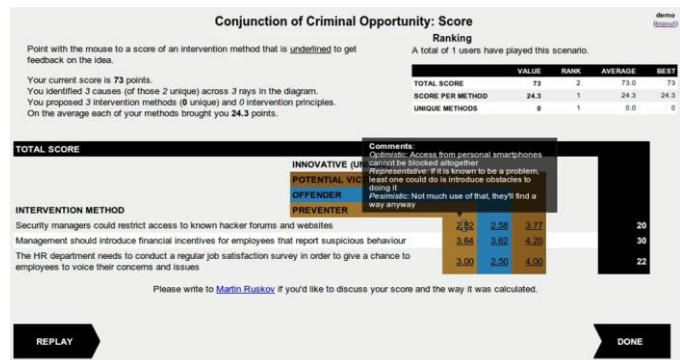 Conjunction of Criminal Opportunity: Score
demo
(logout)
Point with the mouse to a score of an intervention method that is underlined to get
feedback on the idea.
Your current score is 73 points.
You identified 3 causes (of those 2 unique) across 3 rays in the diagram.
You proposed 3 intervention methods (0 unique) and 0 intervention principles.
On the average each of your methods brought you 24.3 points.
Ranking
A total of 1 users have played this scenario.
VALUE RANK AVERAGE BEST
TOTAL SCORE 73 2 73.0 73
SCORE PER METHOD 24.3 1 24.3 24.3
UNIQUE METHODS 0 1 0.0 0
TOTAL SCORE
Comments:
Optimistic: Access from personal smartphones
cannot be blocked altogether
Representative: If it is known to be a problem,
least one could do is introduce obstacles to
doing it
Pesimistic: Not much use of that, they'll find a
way anyway
INNOVATIVE (UN
POTENTIAL VIC
OFFENDER
INTERVENTION METHOD PREVENTER
Security managers could restrict access to known hacker forums and websites 2.82 2.58 3.77 20
Management should introduce financial incentives for employees that report suspicious behaviour 3.64 3.62 4.20 30
The HR department needs to conduct a regular job satisfaction survey in order to give a chance to
employees to voice their concerns and issues 3.00 2.50 4.00 22
Please write to Martin Ruskov if you'd like to discuss your score and the way it was calculated.
REPLAY DONE